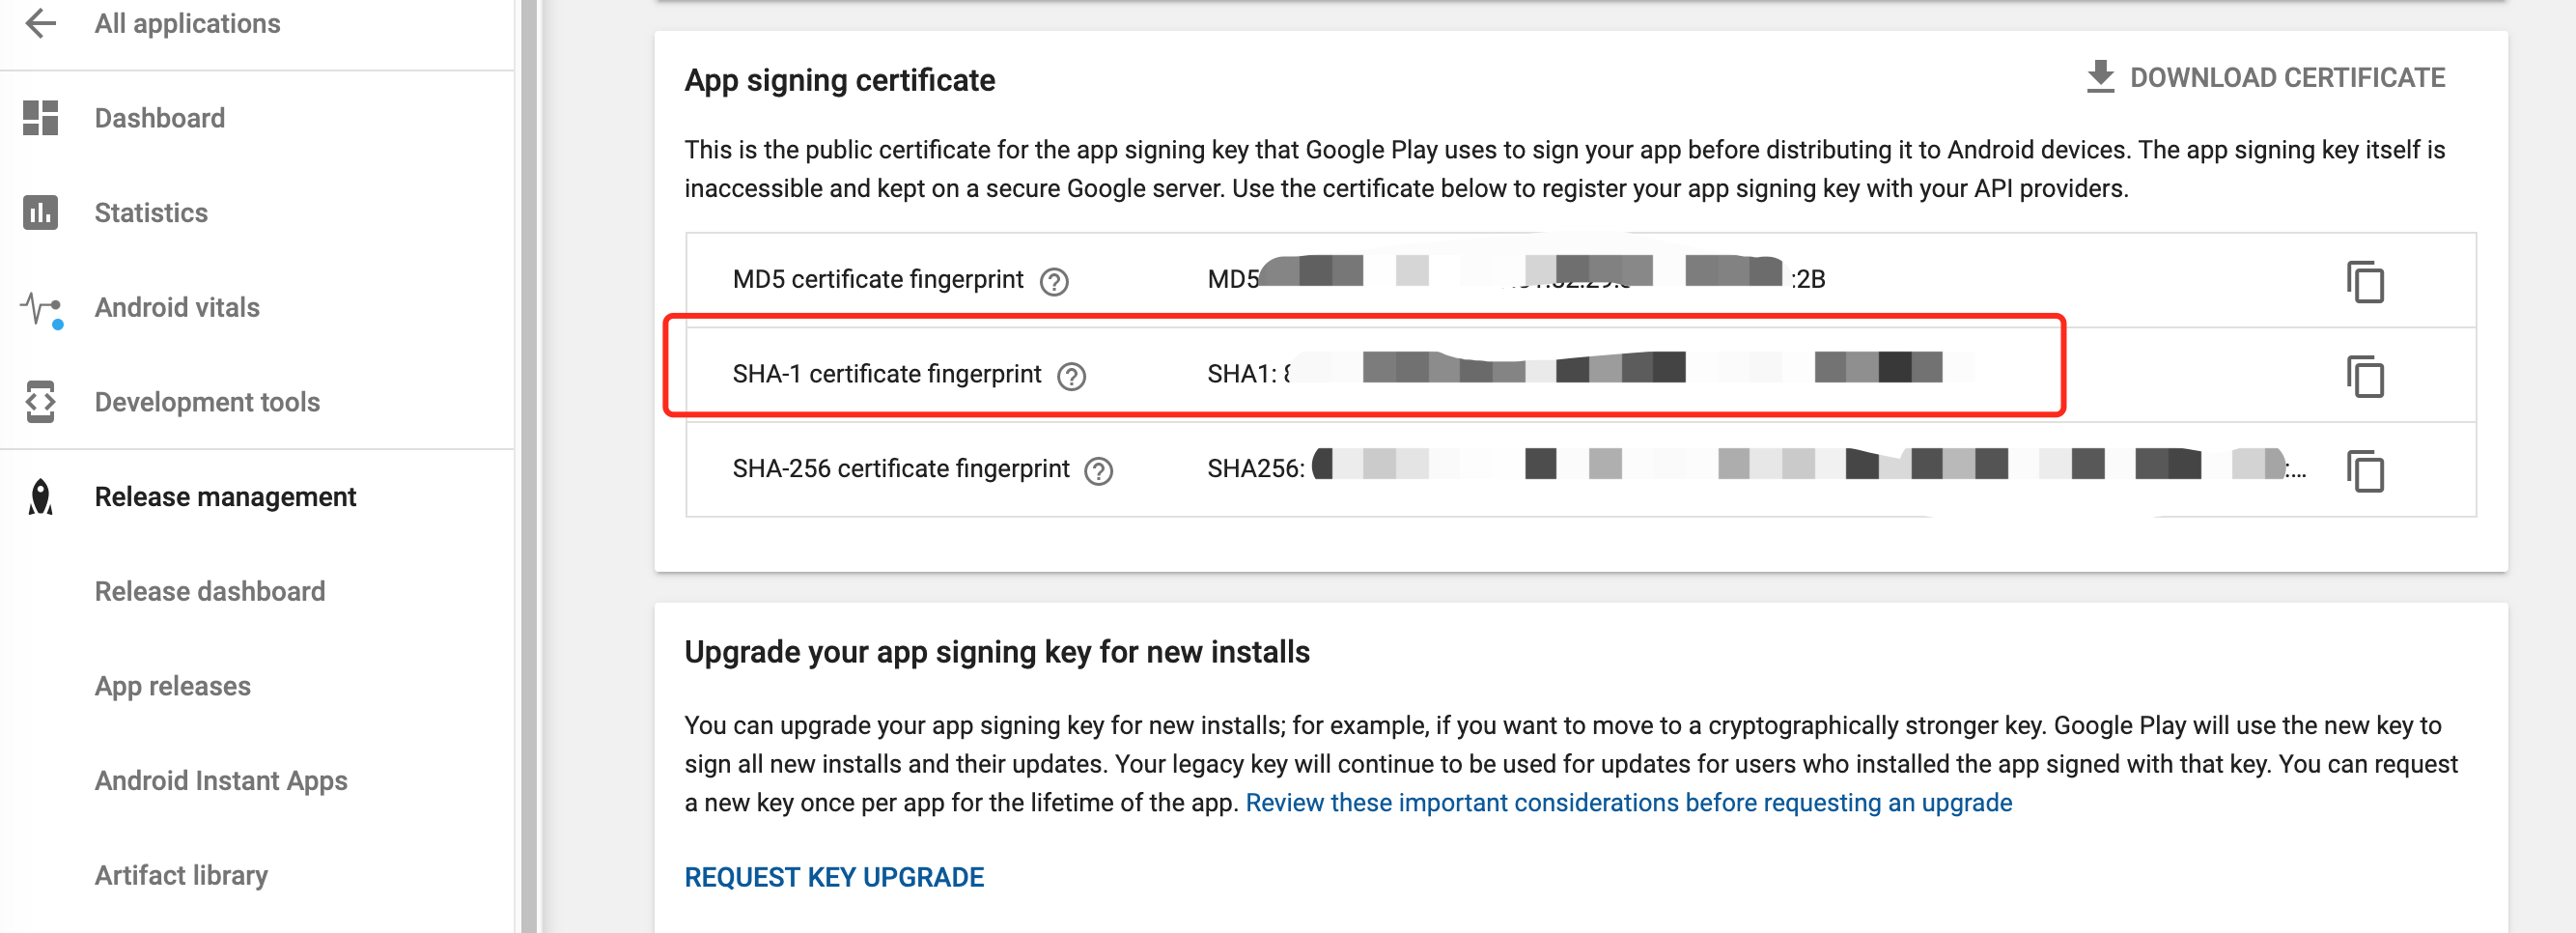 All applications
Dashboard
Statistics
Android vitals
Development tools
Release management
Release dashboard
App releases
Android Instant Apps
Artifact library
App signing certificate
DOWNLOAD CERTIFICATE
This is the public certificate for the app signing key that Google Play uses to sign your app before distributing it to Android devices. The app signing key itself is
inaccessible and kept on a secure Google server. Use the certificate below to register your app signing key with your API providers.
MD5 certificate fingerprint ? MD5 :2B
SHA-1 certificate fingerprint ? SHA1:
SHA-256 certificate fingerprint ? SHA256: :...
Upgrade your app signing key for new installs
You can upgrade your app signing key for new installs; for example, if you want to move to a cryptographically stronger key. Google Play will use the new key to
sign all new installs and their updates. Your legacy key will continue to be used for updates for users who installed the app signed with that key. You can request
a new key once per app for the lifetime of the app. Review these important considerations before requesting an upgrade
REQUEST KEY UPGRADE